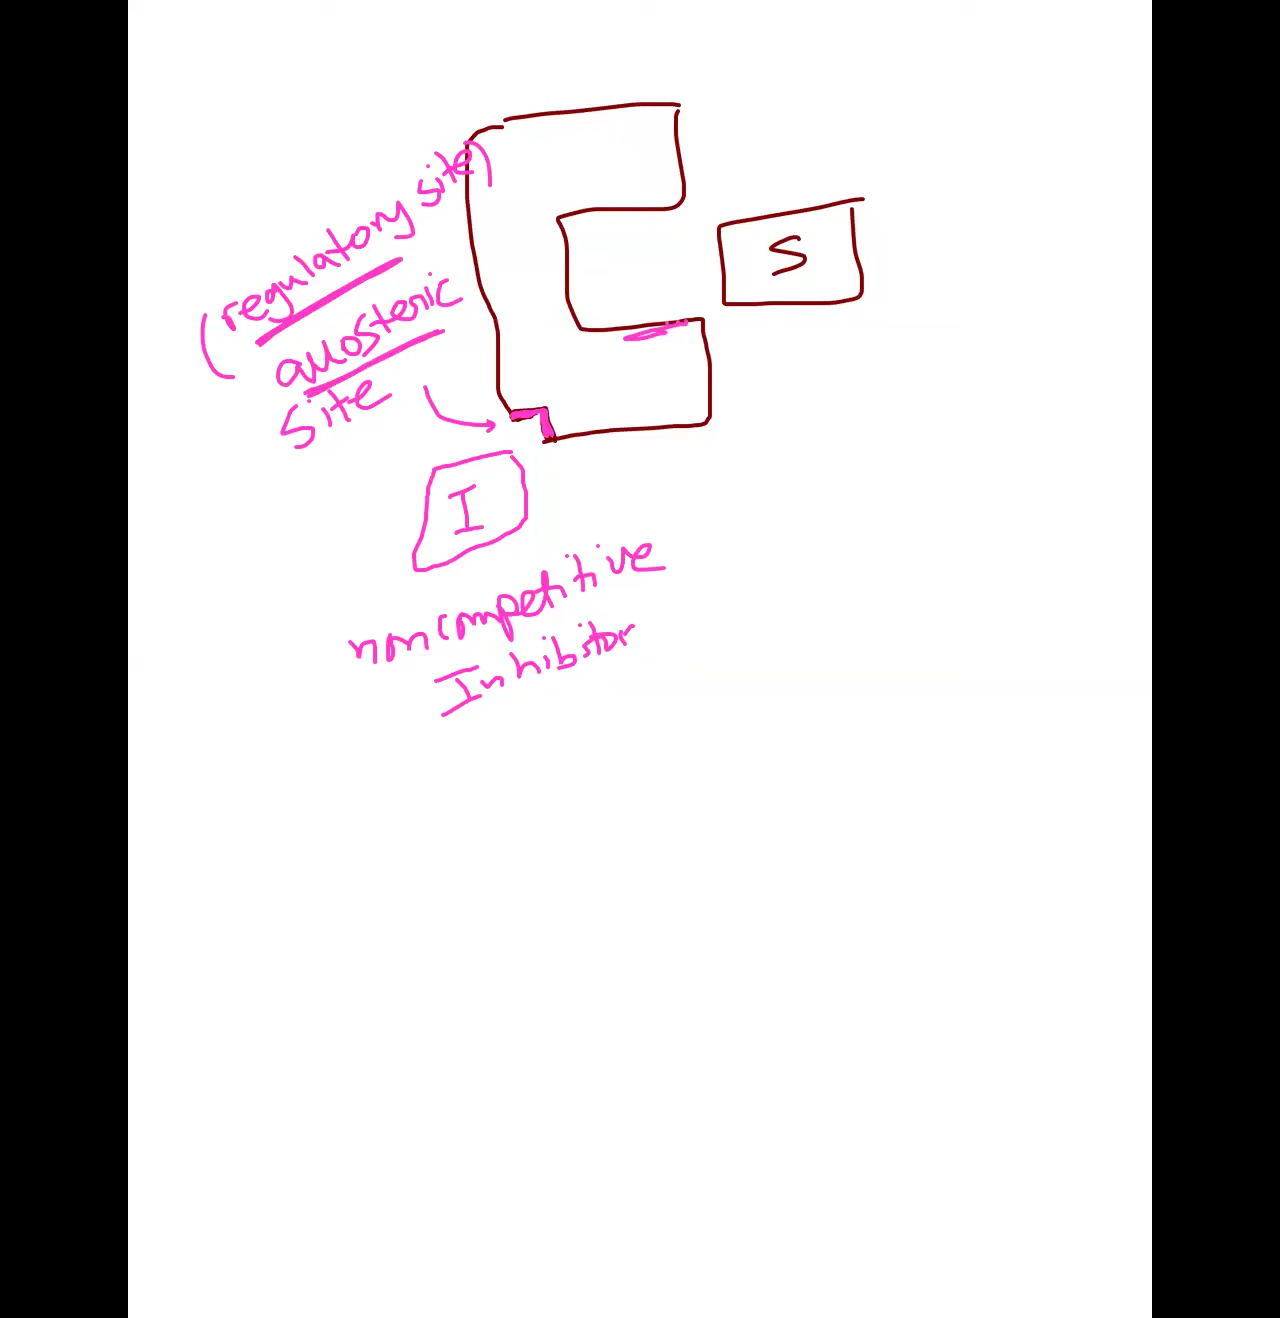 (regulatory site)
allosteric
site
S
I
noncompetitive
Inhibitor